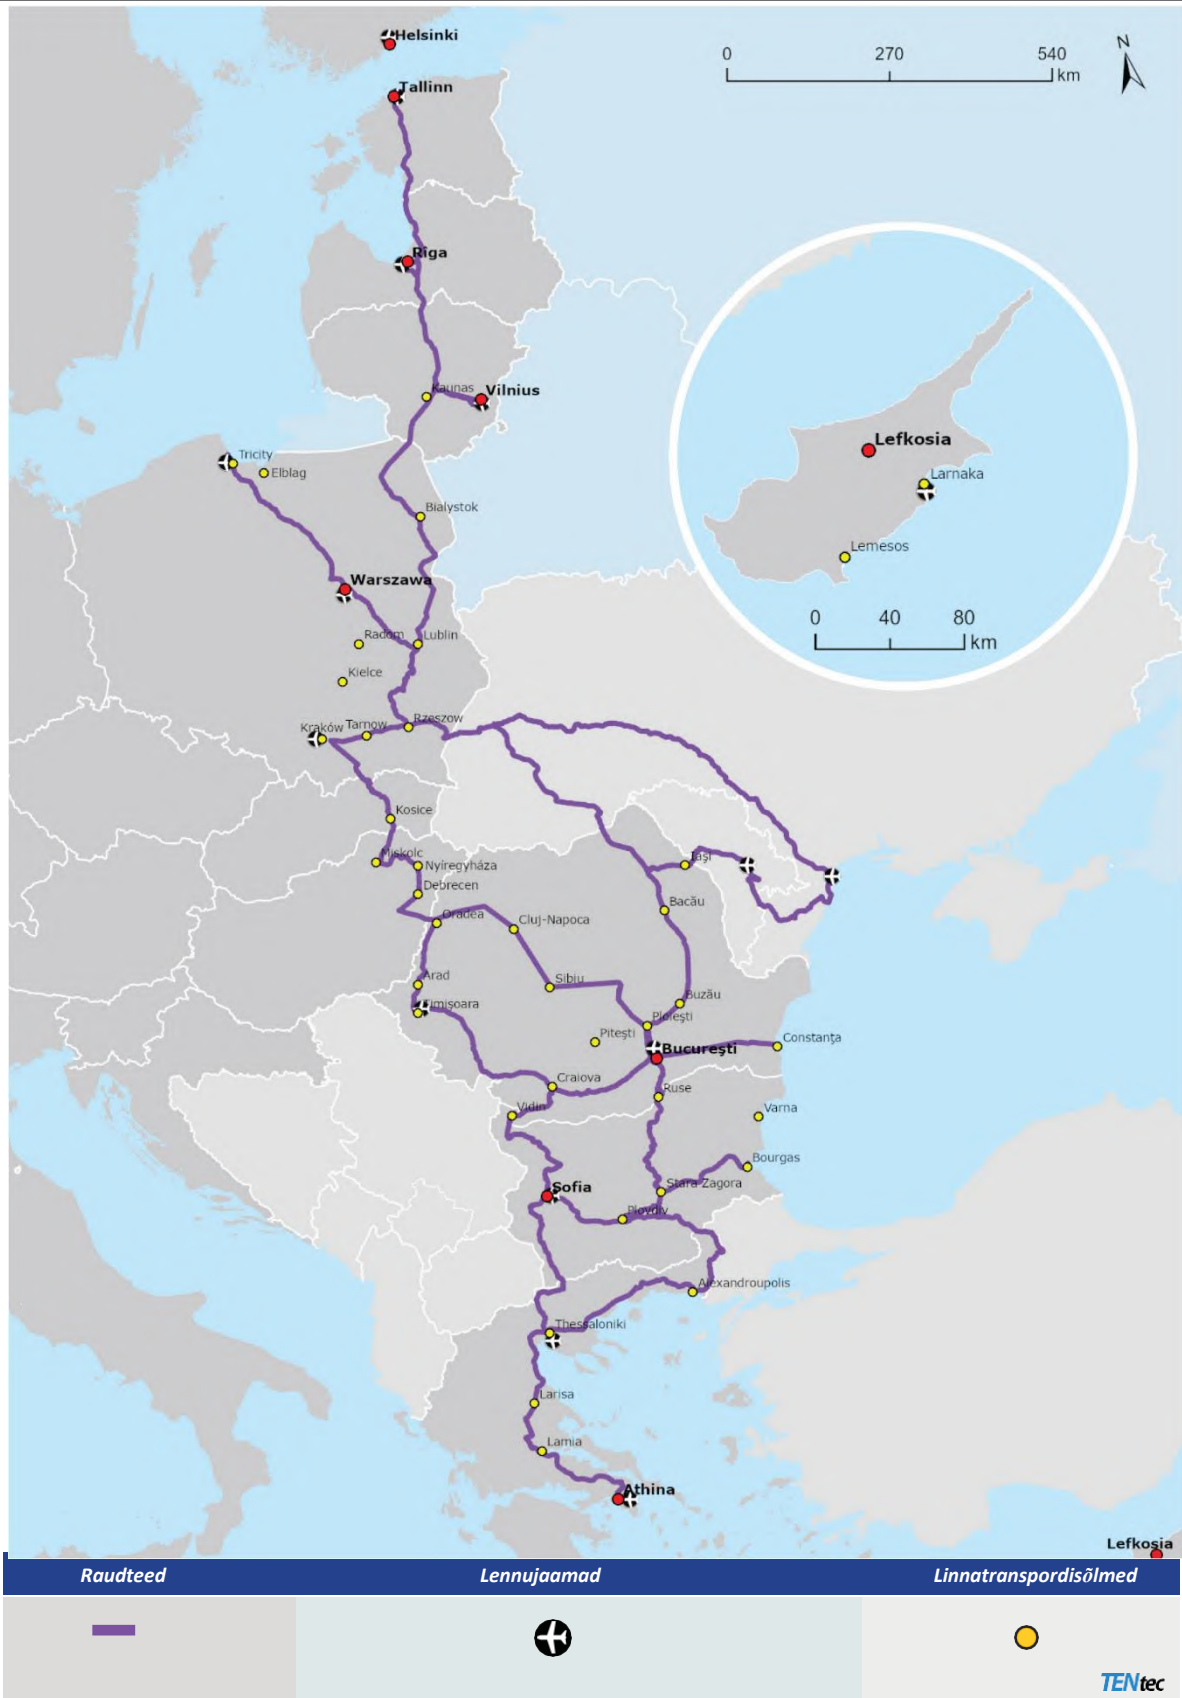 Helsinki
0 270 540
km
N
Tallinn
Riga
Kaunas
Vilnius
Lefkosia
Larnaka
Lemesos
0 40 80
km
Tricity
Elblag
Bialystok
Warszawa
Radom
Lublin
Kielce
Kraków
Tarnow
Rzeszow
Kosice
Miskolc
Nyíregyháza
Debrecen
Iaşi
Bacău
Oradea
Cluj-Napoca
Arad
Sibiu
Timişoara
Buzău
Ploieşti
Piteşti
Bucureşti
Constanţa
Craiova
Ruse
Vidin
Varna
Bourgas
Sofia
Stara Zagora
Plovdiv
Alexandroupolis
Thessaloniki
Larisa
Lamia
Athina
Lefkosia
Raudteed
Lennujaamad
Linnatranspordisõlmed
TENtec